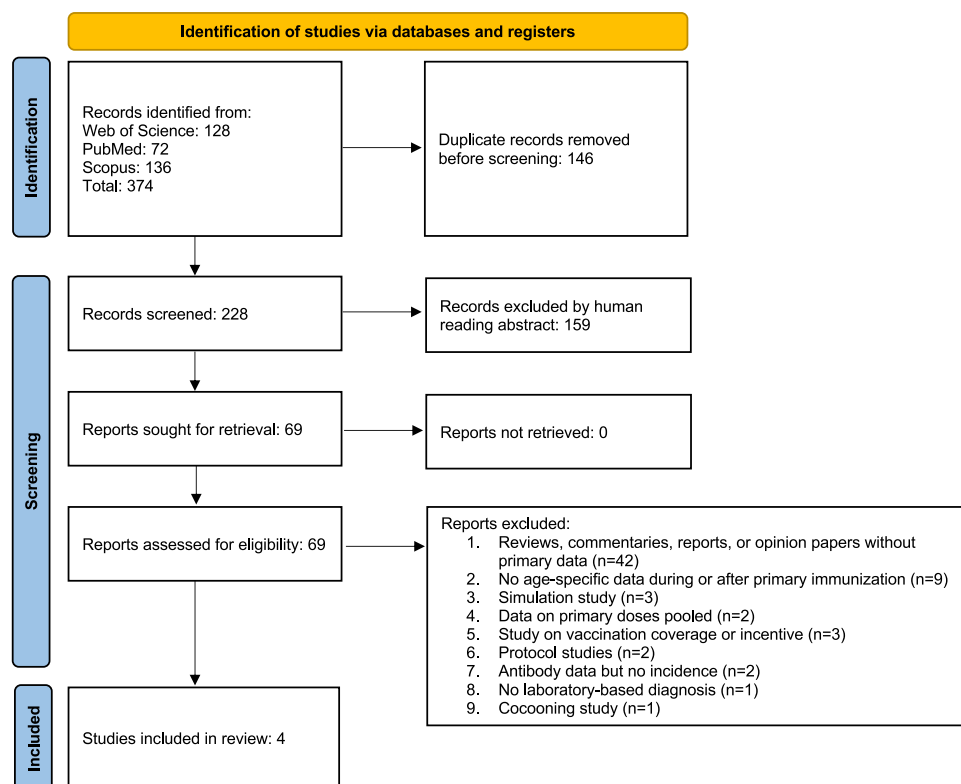 Identification of studies via databases and registers
Identification
Records identified from:
Web of Science: 128
PubMed: 72
Scopus: 136
Total: 374
Duplicate records removed
before screening: 146
Screening
Records screened: 228
Records excluded by human
reading abstract: 159
Reports sought for retrieval: 69
Reports not retrieved: 0
Reports assessed for eligibility: 69
Reports excluded:
1. Reviews, commentaries, reports, or opinion papers without
primary data (n=42)
2. No age-specific data during or after primary immunization (n=9)
3. Simulation study (n=3)
4. Data on primary doses pooled (n=2)
5. Study on vaccination coverage or incentive (n=3)
6. Protocol studies (n=2)
7. Antibody data but no incidence (n=2)
8. No laboratory-based diagnosis (n=1)
9. Cocooning study (n=1)
Included
Studies included in review: 4